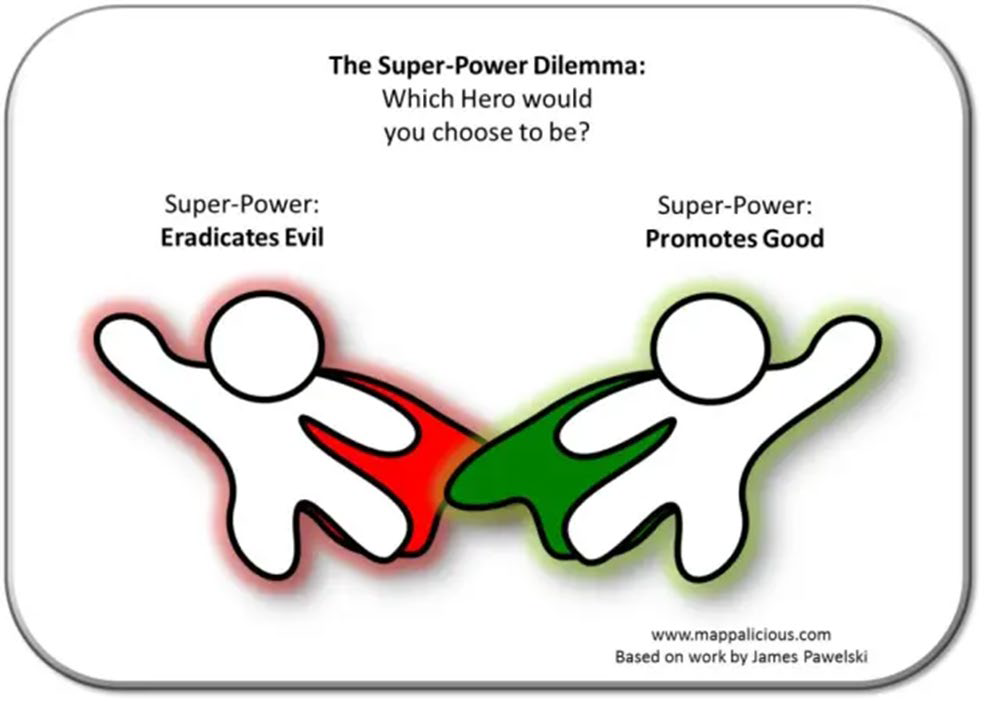 The Super-Power Dilemma:
Which Hero would
you choose to be?
Super-Power:
Eradicates Evil
Super-Power:
Promotes Good
www.mappalicious.com
Based on work by James Pawelski